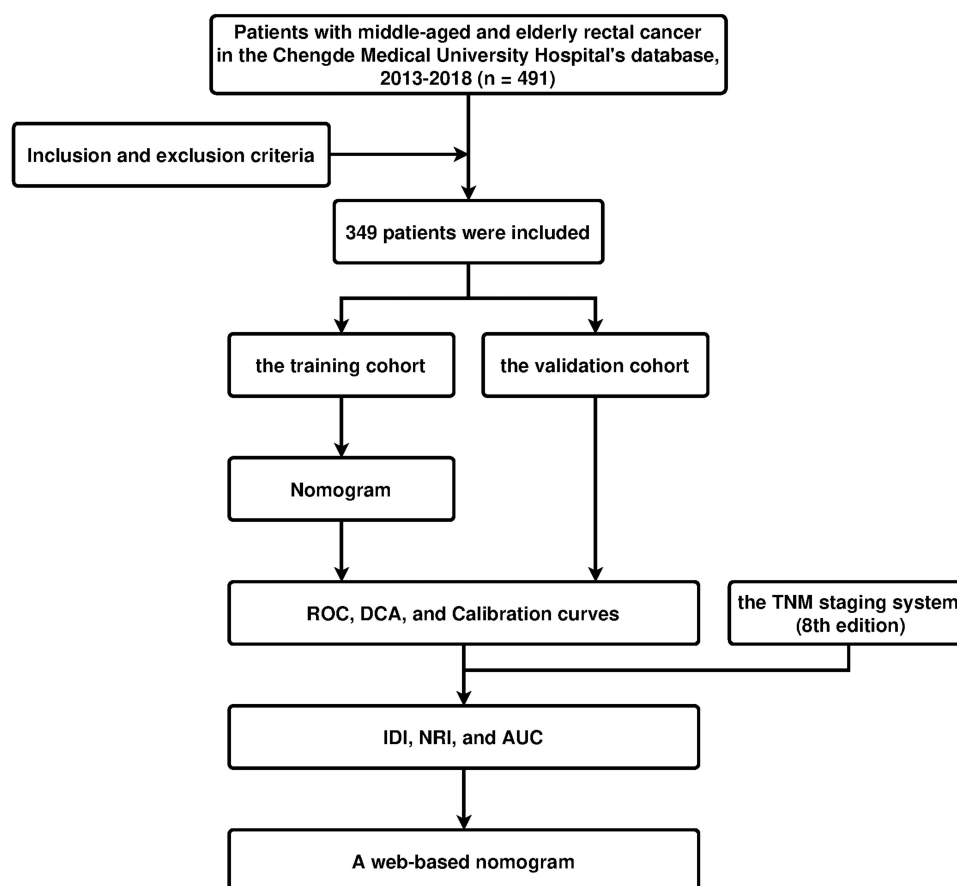 Patients with middle-aged and elderly rectal cancer
in the Chengde Medical University Hospital's database,
2013-2018 (n = 491)
Inclusion and exclusion criteria
349 patients were included
the training cohort
the validation cohort
Nomogram
ROC, DCA, and Calibration curves
the TNM staging system
(8th edition)
IDI, NRI, and AUC
A web-based nomogram